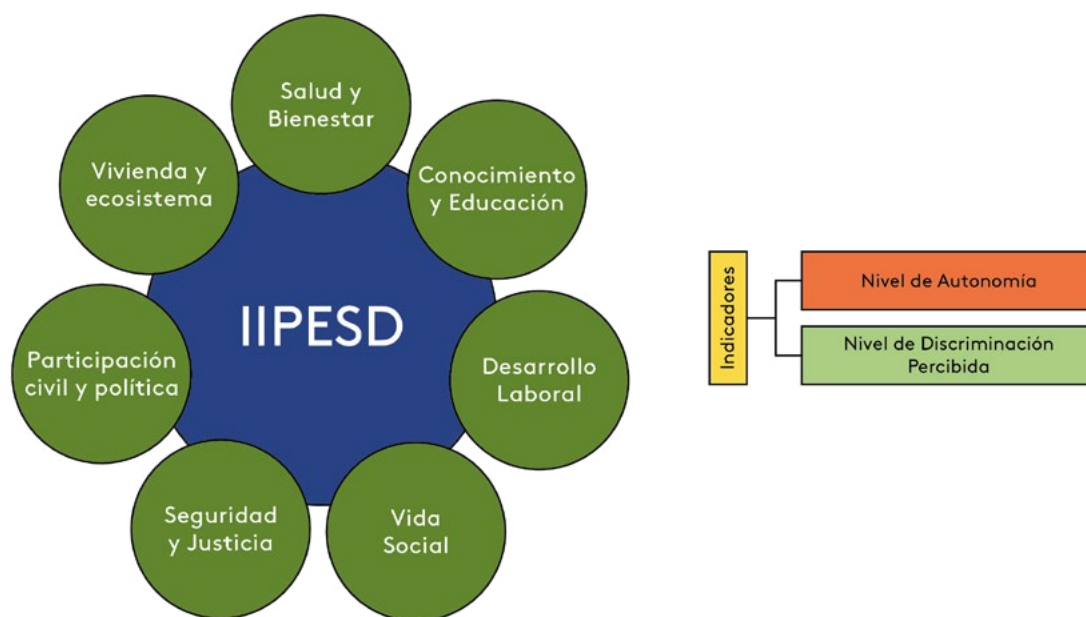 Salud y
Bienestar
Conocimiento
y Educación
Desarrollo
Laboral
Vida
Social
Seguridad
y Justicia
Participación
civil y política
Vivienda y
ecosistema
IIPESD
Indicadores
Nivel de Autonomía
Nivel de Discriminación
Percibida